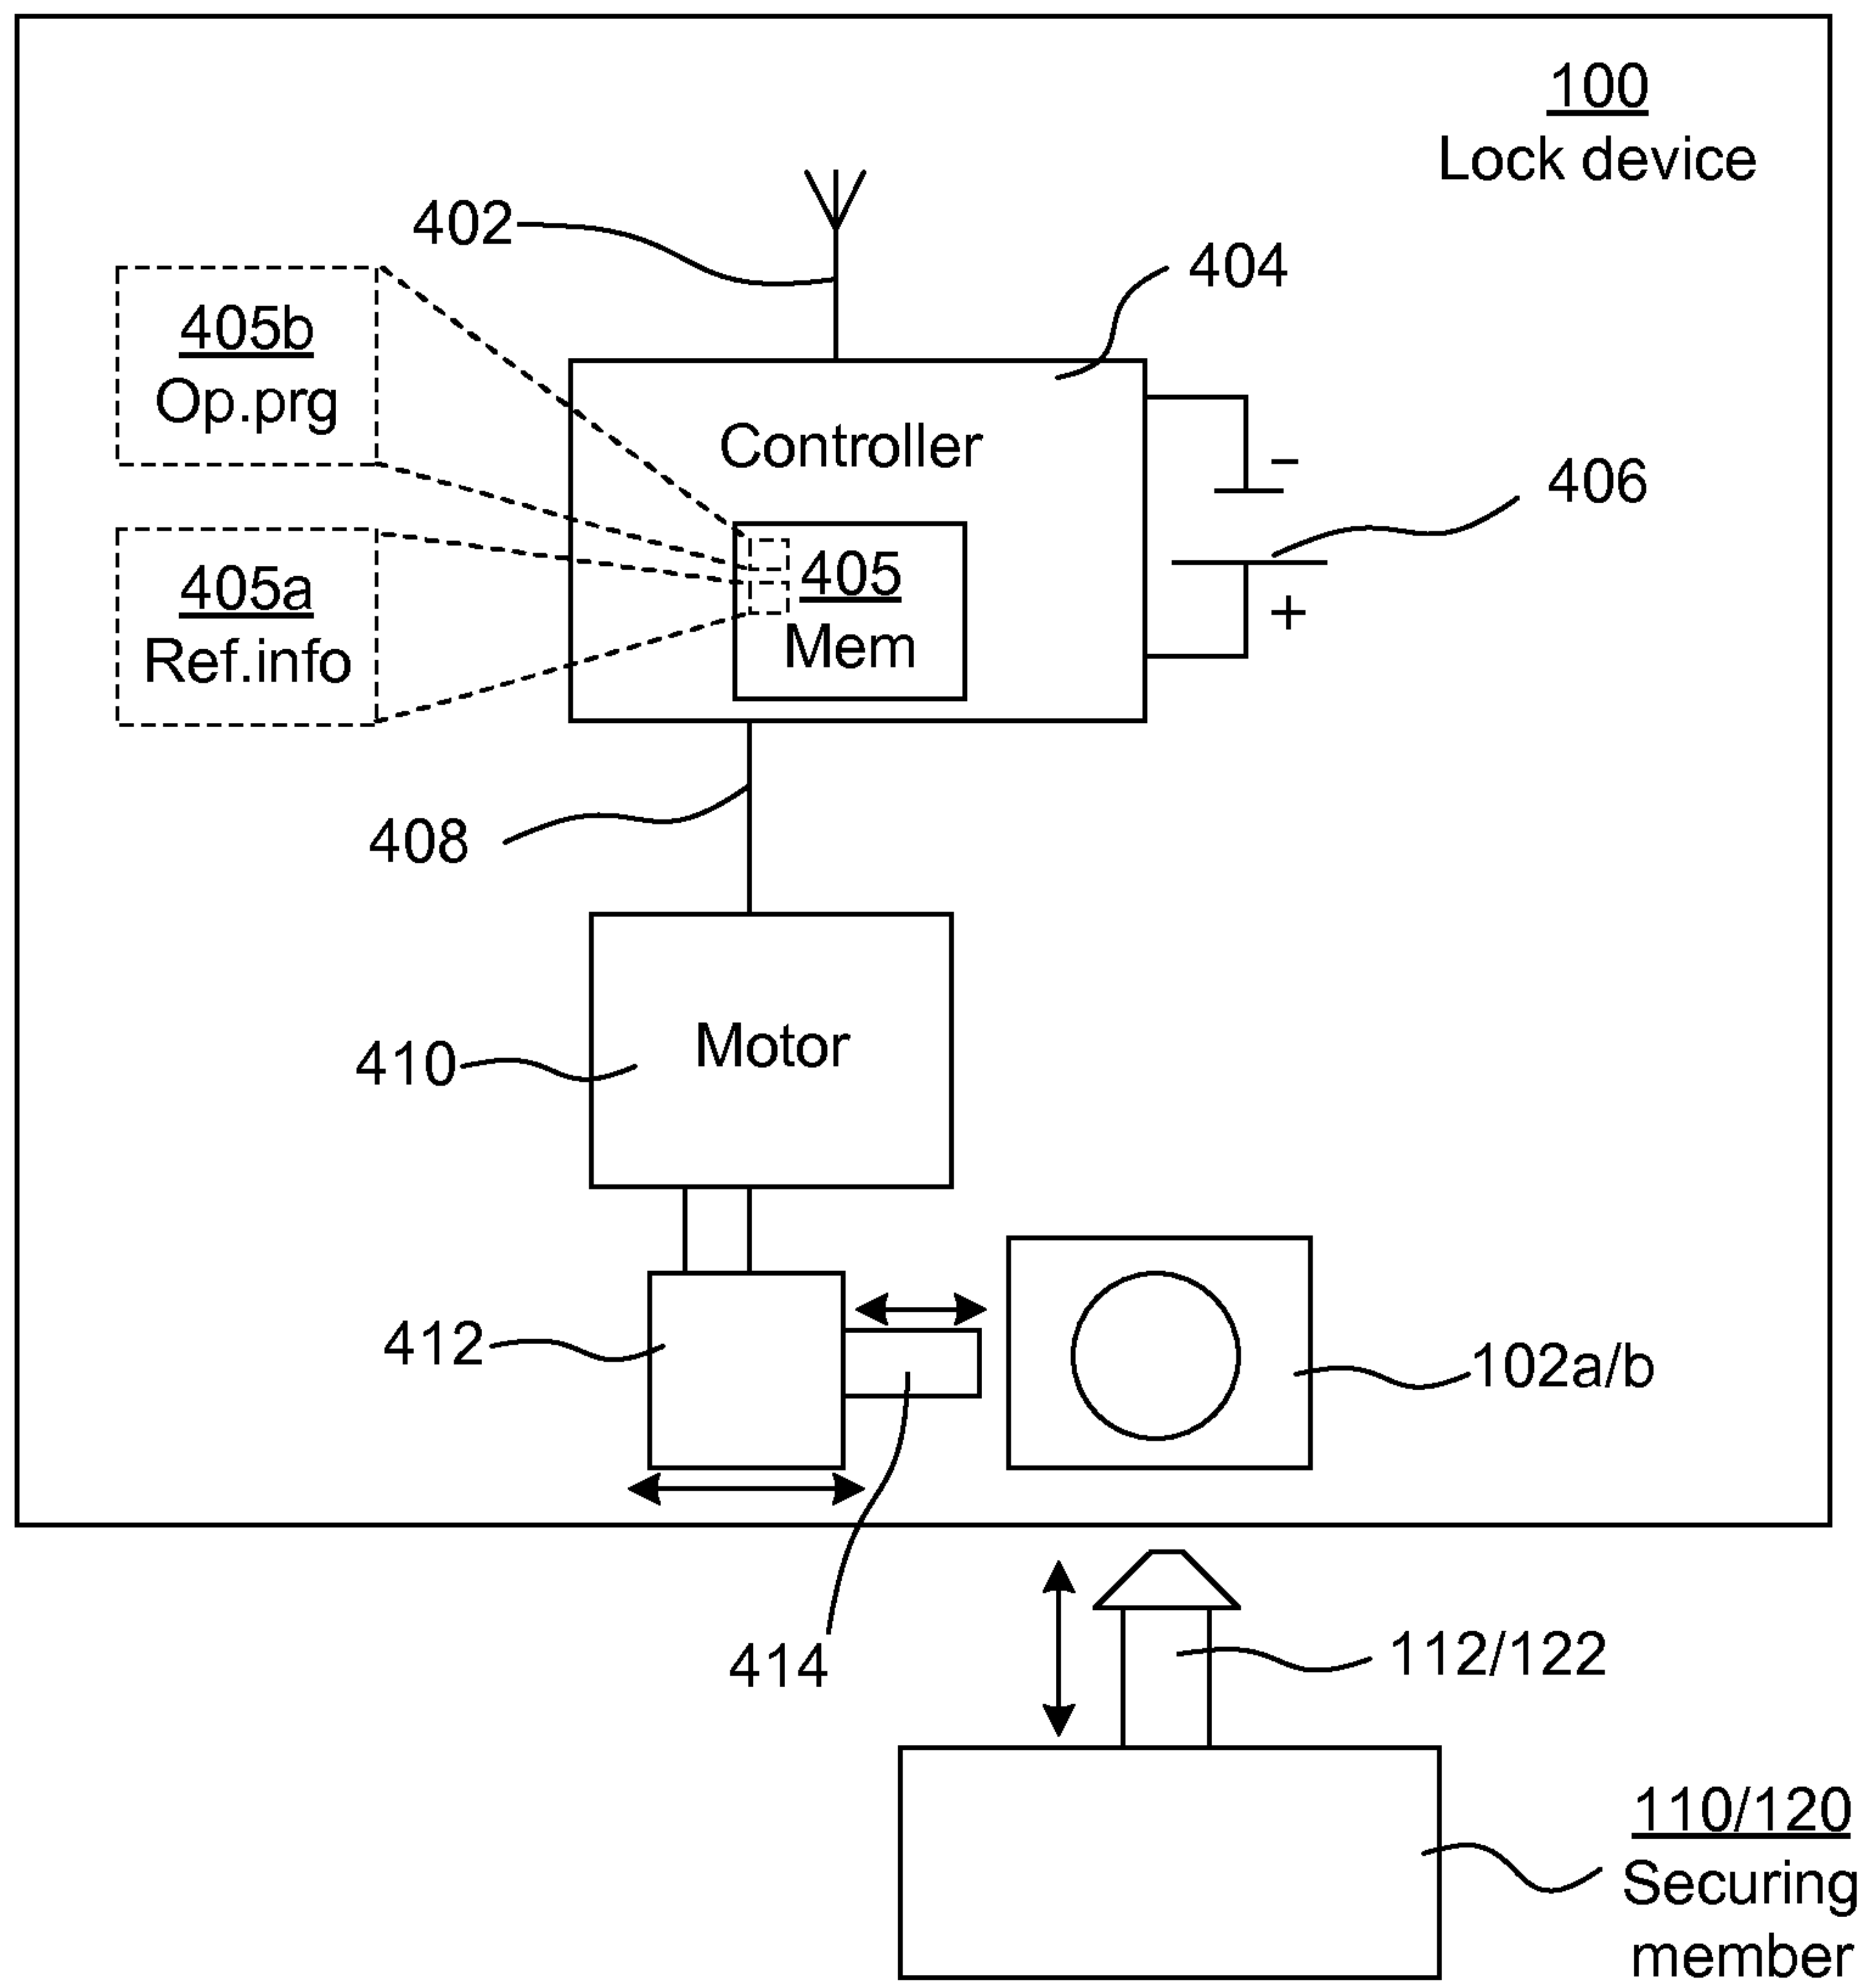 100
Lock device
402
404
405b
Op.prg
Controller
−
406
405
Mem
+
405a
Ref.info
408
Motor
410
412
102a/b
414
112/122
110/120
Securing
member